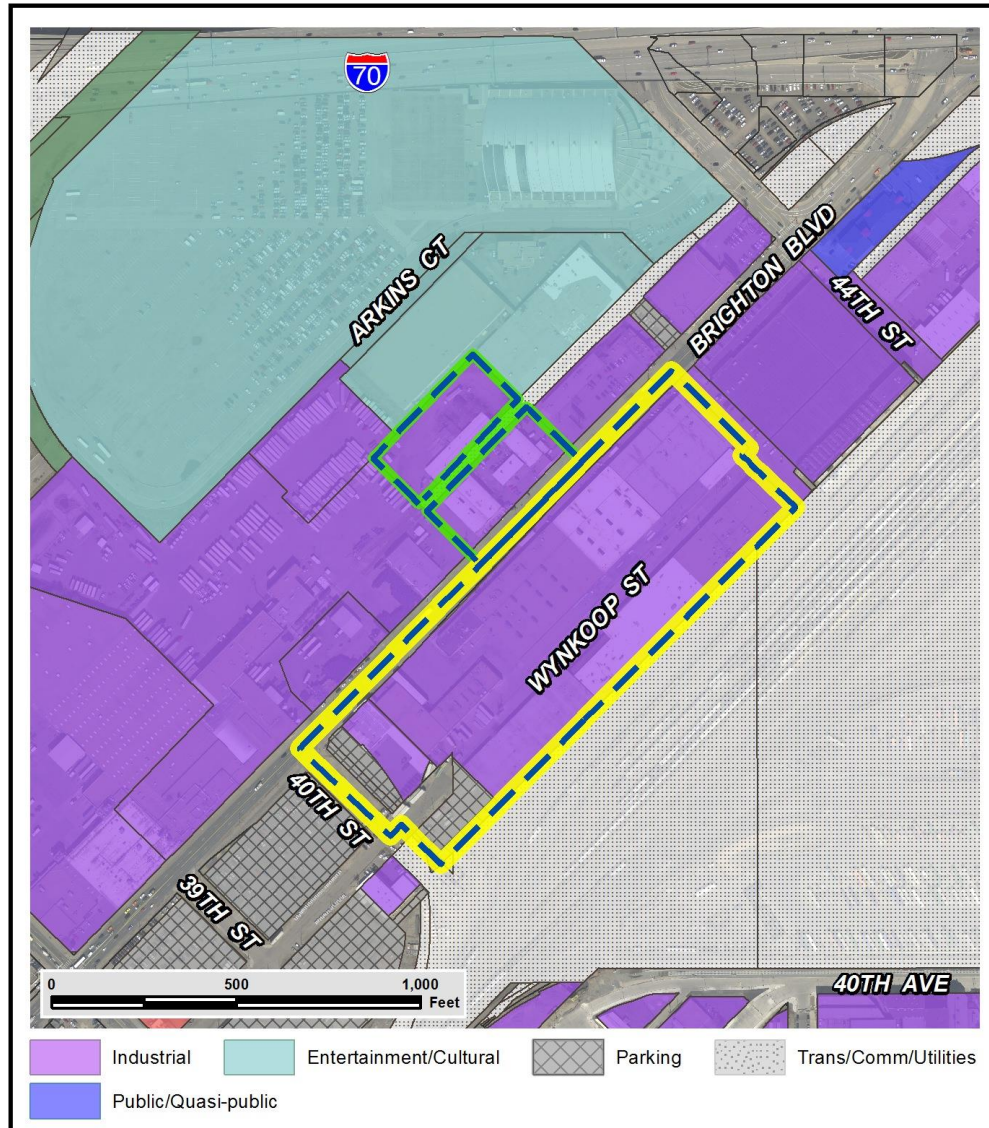 70
ARKINS CT
BRIGHTON BLVD
44TH ST
WYNKOOP ST
40TH ST
39TH ST
40TH AVE
0 500 1,000
Feet
Industrial Entertainment/Cultural Parking Trans/Comm/Utilities
Public/Quasi-public